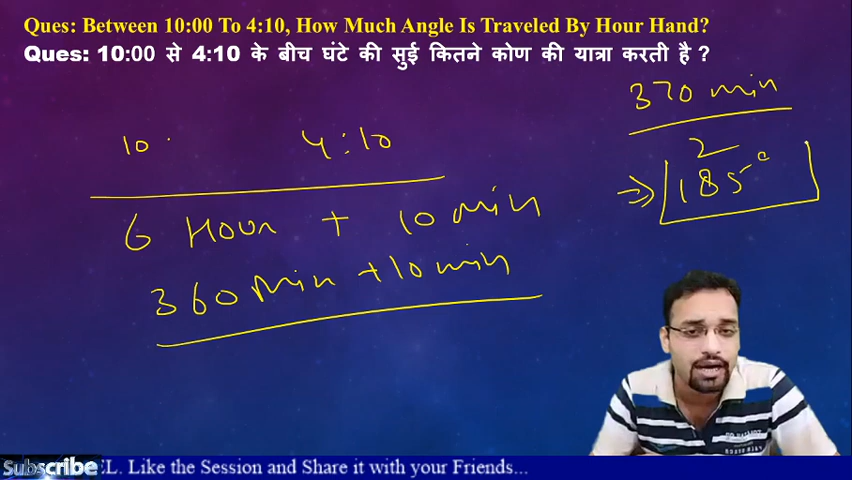 Ques: Between 10:00 To 4:10, How Much Angle Is Traveled By Hour Hand?
Ques: 10:00 से 4:10 के बीच घंटे की सुई कितने कोण की यात्रा करती है ?
10 4:10
6 Hour + 10 min
360 min + 10 min
370 min
2
⇒ 185°
Subscribe EL. Like the Session and Share it with your Friends...